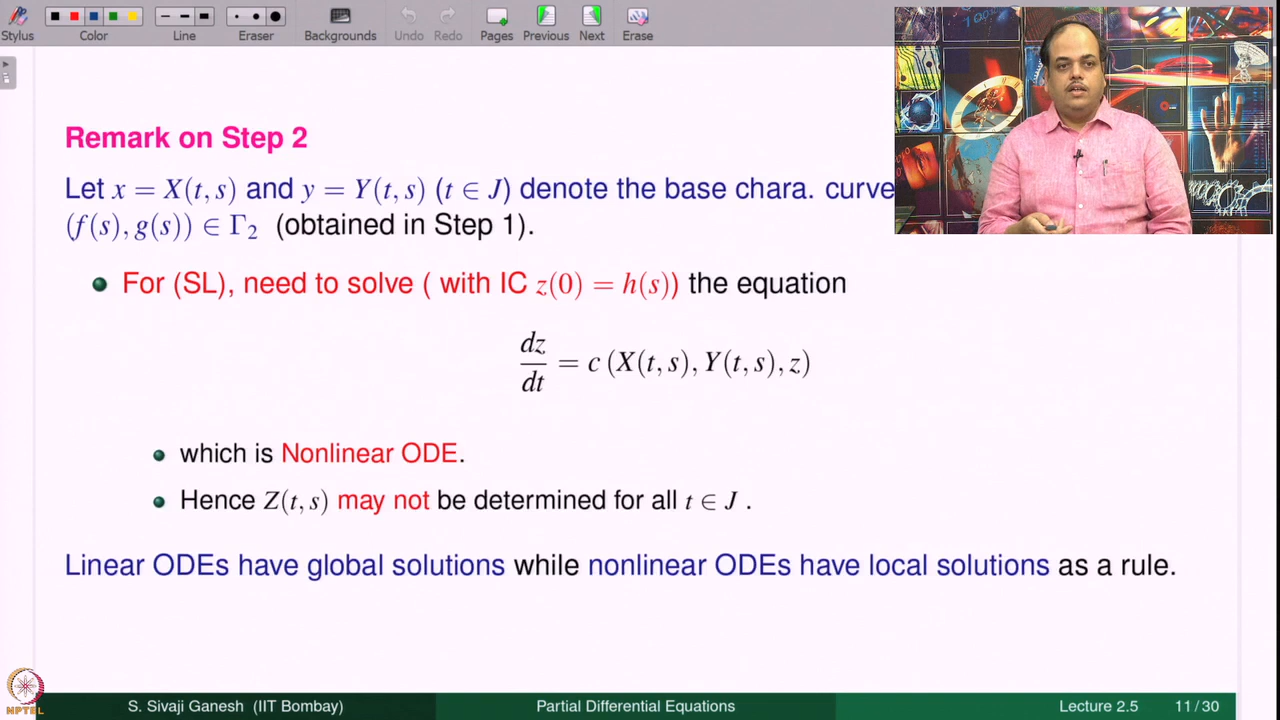 Stylus
Color
Line
Eraser
Backgrounds
Undo
Redo
Pages
Previous
Next
Erase
Remark on Step 2
Let x = X(t, s) and y = Y(t, s) (t ∈ J) denote the base chara. curve
(f(s), g(s)) ∈ Γ₂ (obtained in Step 1).
For (SL), need to solve ( with IC z(0) = h(s)) the equation
dz/dt = c (X(t, s), Y(t, s), z)
which is Nonlinear ODE.
Hence Z(t, s) may not be determined for all t ∈ J .
Linear ODEs have global solutions while nonlinear ODEs have local solutions as a rule.
NPTEL
S. Sivaji Ganesh (IIT Bombay)
Partial Differential Equations
Lecture 2.5
11 / 30